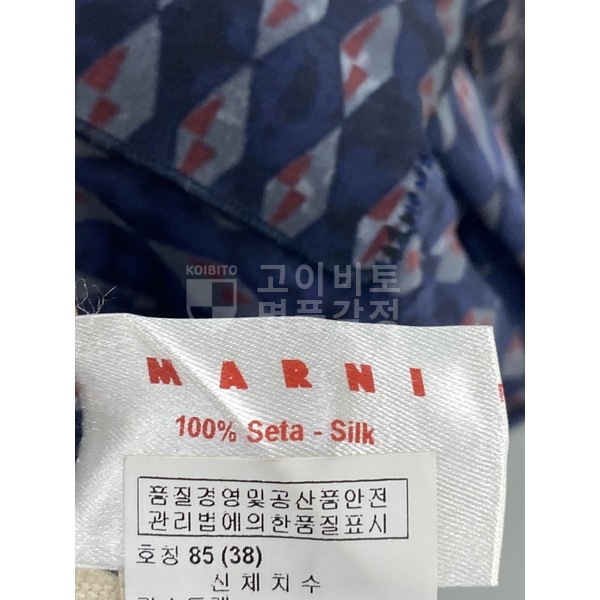 KOIBITO
고이비토
명품감정
MARNI
100% Seta - Silk
품질경영및공산품안전
관리법에의한품질표시
호칭 85 (38)
신체치수